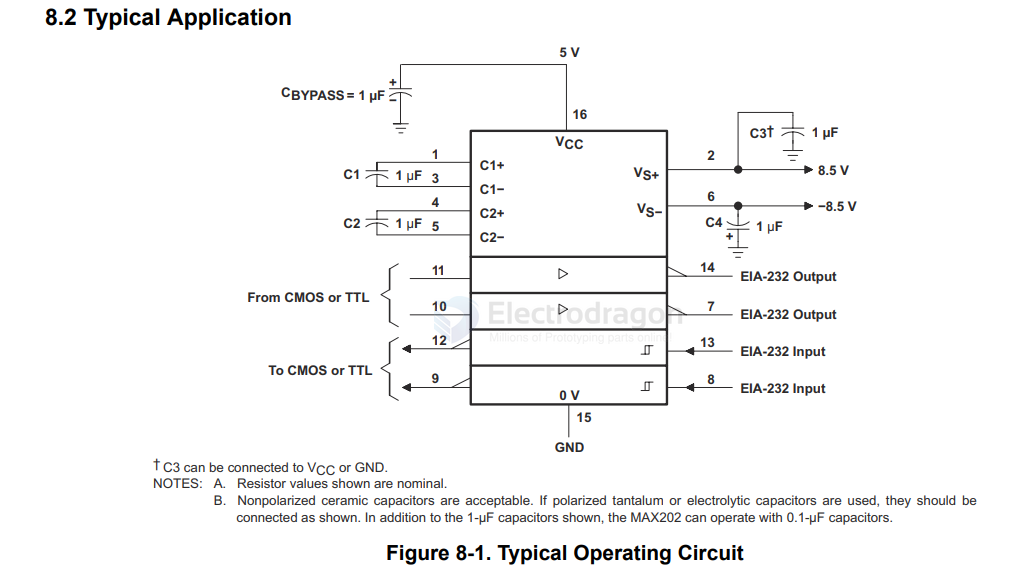 8.2 Typical Application
5 V
CBYPASS = 1 µF
+
−
16
VCC
C3† 1 µF
1
C1 1 µF 3
C1+
C1−
VS+
2
8.5 V
4
C2 1 µF 5
C2+
C2−
VS−
6
−8.5 V
C4 1 µF
+
11
14
EIA-232 Output
From CMOS or TTL
10
7
EIA-232 Output
Electrodragon
Millions of Prototyping parts online
12
13
EIA-232 Input
To CMOS or TTL
9
8
EIA-232 Input
0 V
15
GND
† C3 can be connected to VCC or GND.
NOTES: A. Resistor values shown are nominal.
B. Nonpolarized ceramic capacitors are acceptable. If polarized tantalum or electrolytic capacitors are used, they should be
connected as shown. In addition to the 1-µF capacitors shown, the MAX202 can operate with 0.1-µF capacitors.
Figure 8-1. Typical Operating Circuit